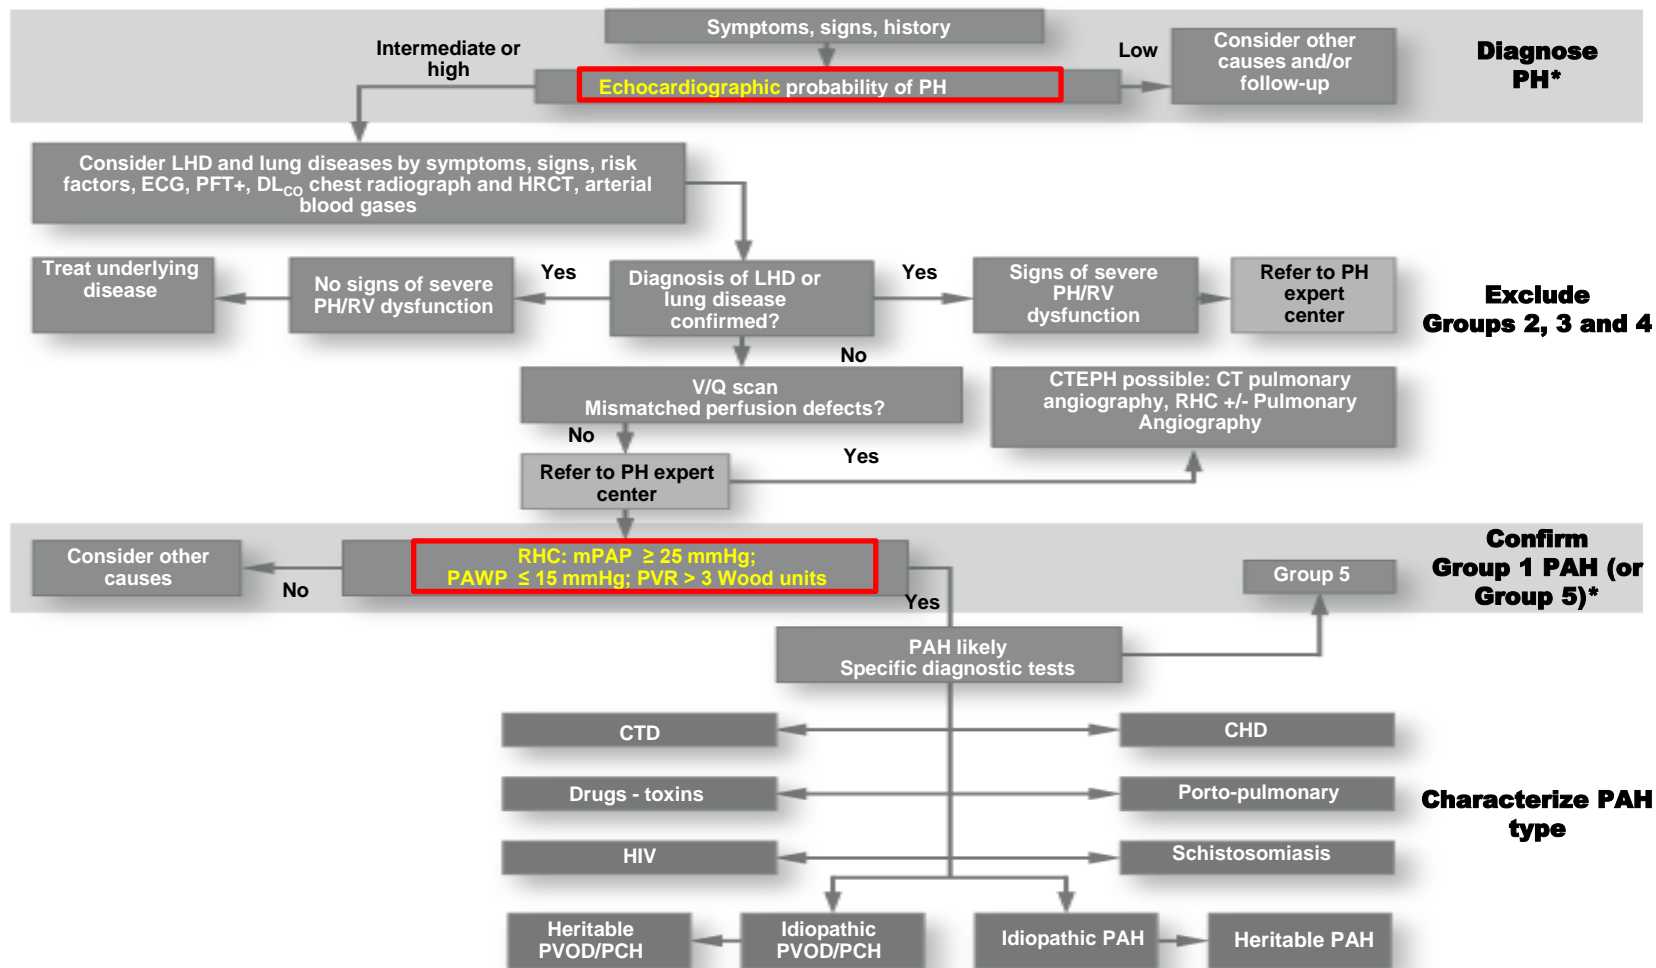 Symptoms, signs, history
Intermediate or
high
Echocardiographic probability of PH
Low
Consider other
causes and/or
follow-up
Diagnose
PH*
Consider LHD and lung diseases by symptoms, signs, risk
factors, ECG, PFT+, DLCO chest radiograph and HRCT, arterial
blood gases
Treat underlying
disease
No signs of severe
PH/RV dysfunction
Yes
Diagnosis of LHD or
lung disease
confirmed?
Yes
Signs of severe
PH/RV
dysfunction
Refer to PH
expert
center
Exclude
Groups 2, 3 and 4
No
V/Q scan
Mismatched perfusion defects?
CTEPH possible: CT pulmonary
angiography, RHC +/- Pulmonary
Angiography
No
Yes
Refer to PH expert
center
Consider other
causes
No
RHC: mPAP ≥ 25 mmHg;
PAWP ≤ 15 mmHg; PVR > 3 Wood units
Yes
Group 5
Confirm
Group 1 PAH (or
Group 5)*
PAH likely
Specific diagnostic tests
CTD
CHD
Drugs - toxins
Porto-pulmonary
HIV
Schistosomiasis
Characterize PAH
type
Heritable
PVOD/PCH
Idiopathic
PVOD/PCH
Idiopathic PAH
Heritable PAH